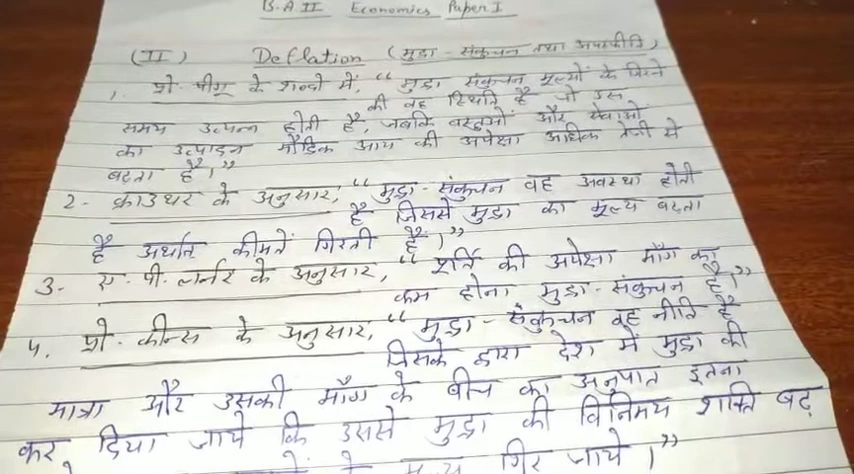 B.A II Economics Paper I
(II) Deflation (मुद्रा - संकुचन तथा अपस्फीति)
1. प्रो. पीगू के शब्दों में, “ मुद्रा संकुचन मूल्यों के गिरने
की वह स्थिति है जो उस
समय उत्पन्न होती है, जबकि वस्तुओं और सेवाओं
का उत्पादन मौद्रिक आय की अपेक्षा अधिक तेजी से
बढ़ता है।”
2- क्राउथर के अनुसार, “मुद्रा-संकुचन वह अवस्था होती
है जिससे मुद्रा का मूल्य बढ़ता
है अर्थात कीमतें गिरती हैं।”
3- ए. पी. लर्नर के अनुसार, “ पूर्ति की अपेक्षा माँग का
कम होना मुद्रा-संकुचन है।”
4. प्रो. कीन्स के अनुसार, “ मुद्रा-संकुचन वह नीति है
जिसके द्वारा देश में मुद्रा की
मात्रा और उसकी माँग के बीच का अनुपात इतना
कर दिया जाये कि उससे मुद्रा की विनिमय शक्ति बढ़
गिर जाये।”